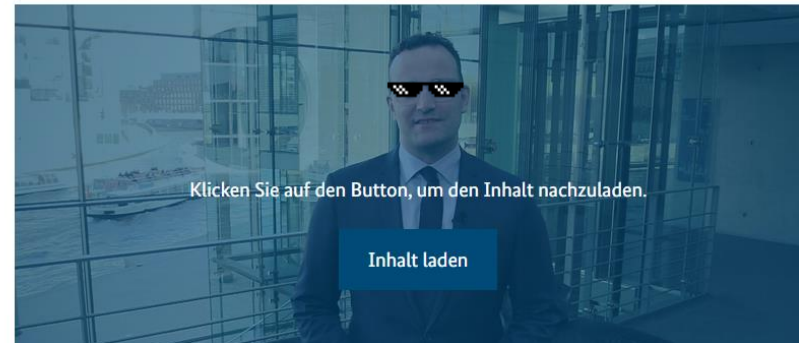 Klicken Sie auf den Button, um den Inhalt nachzuladen.
Inhalt laden